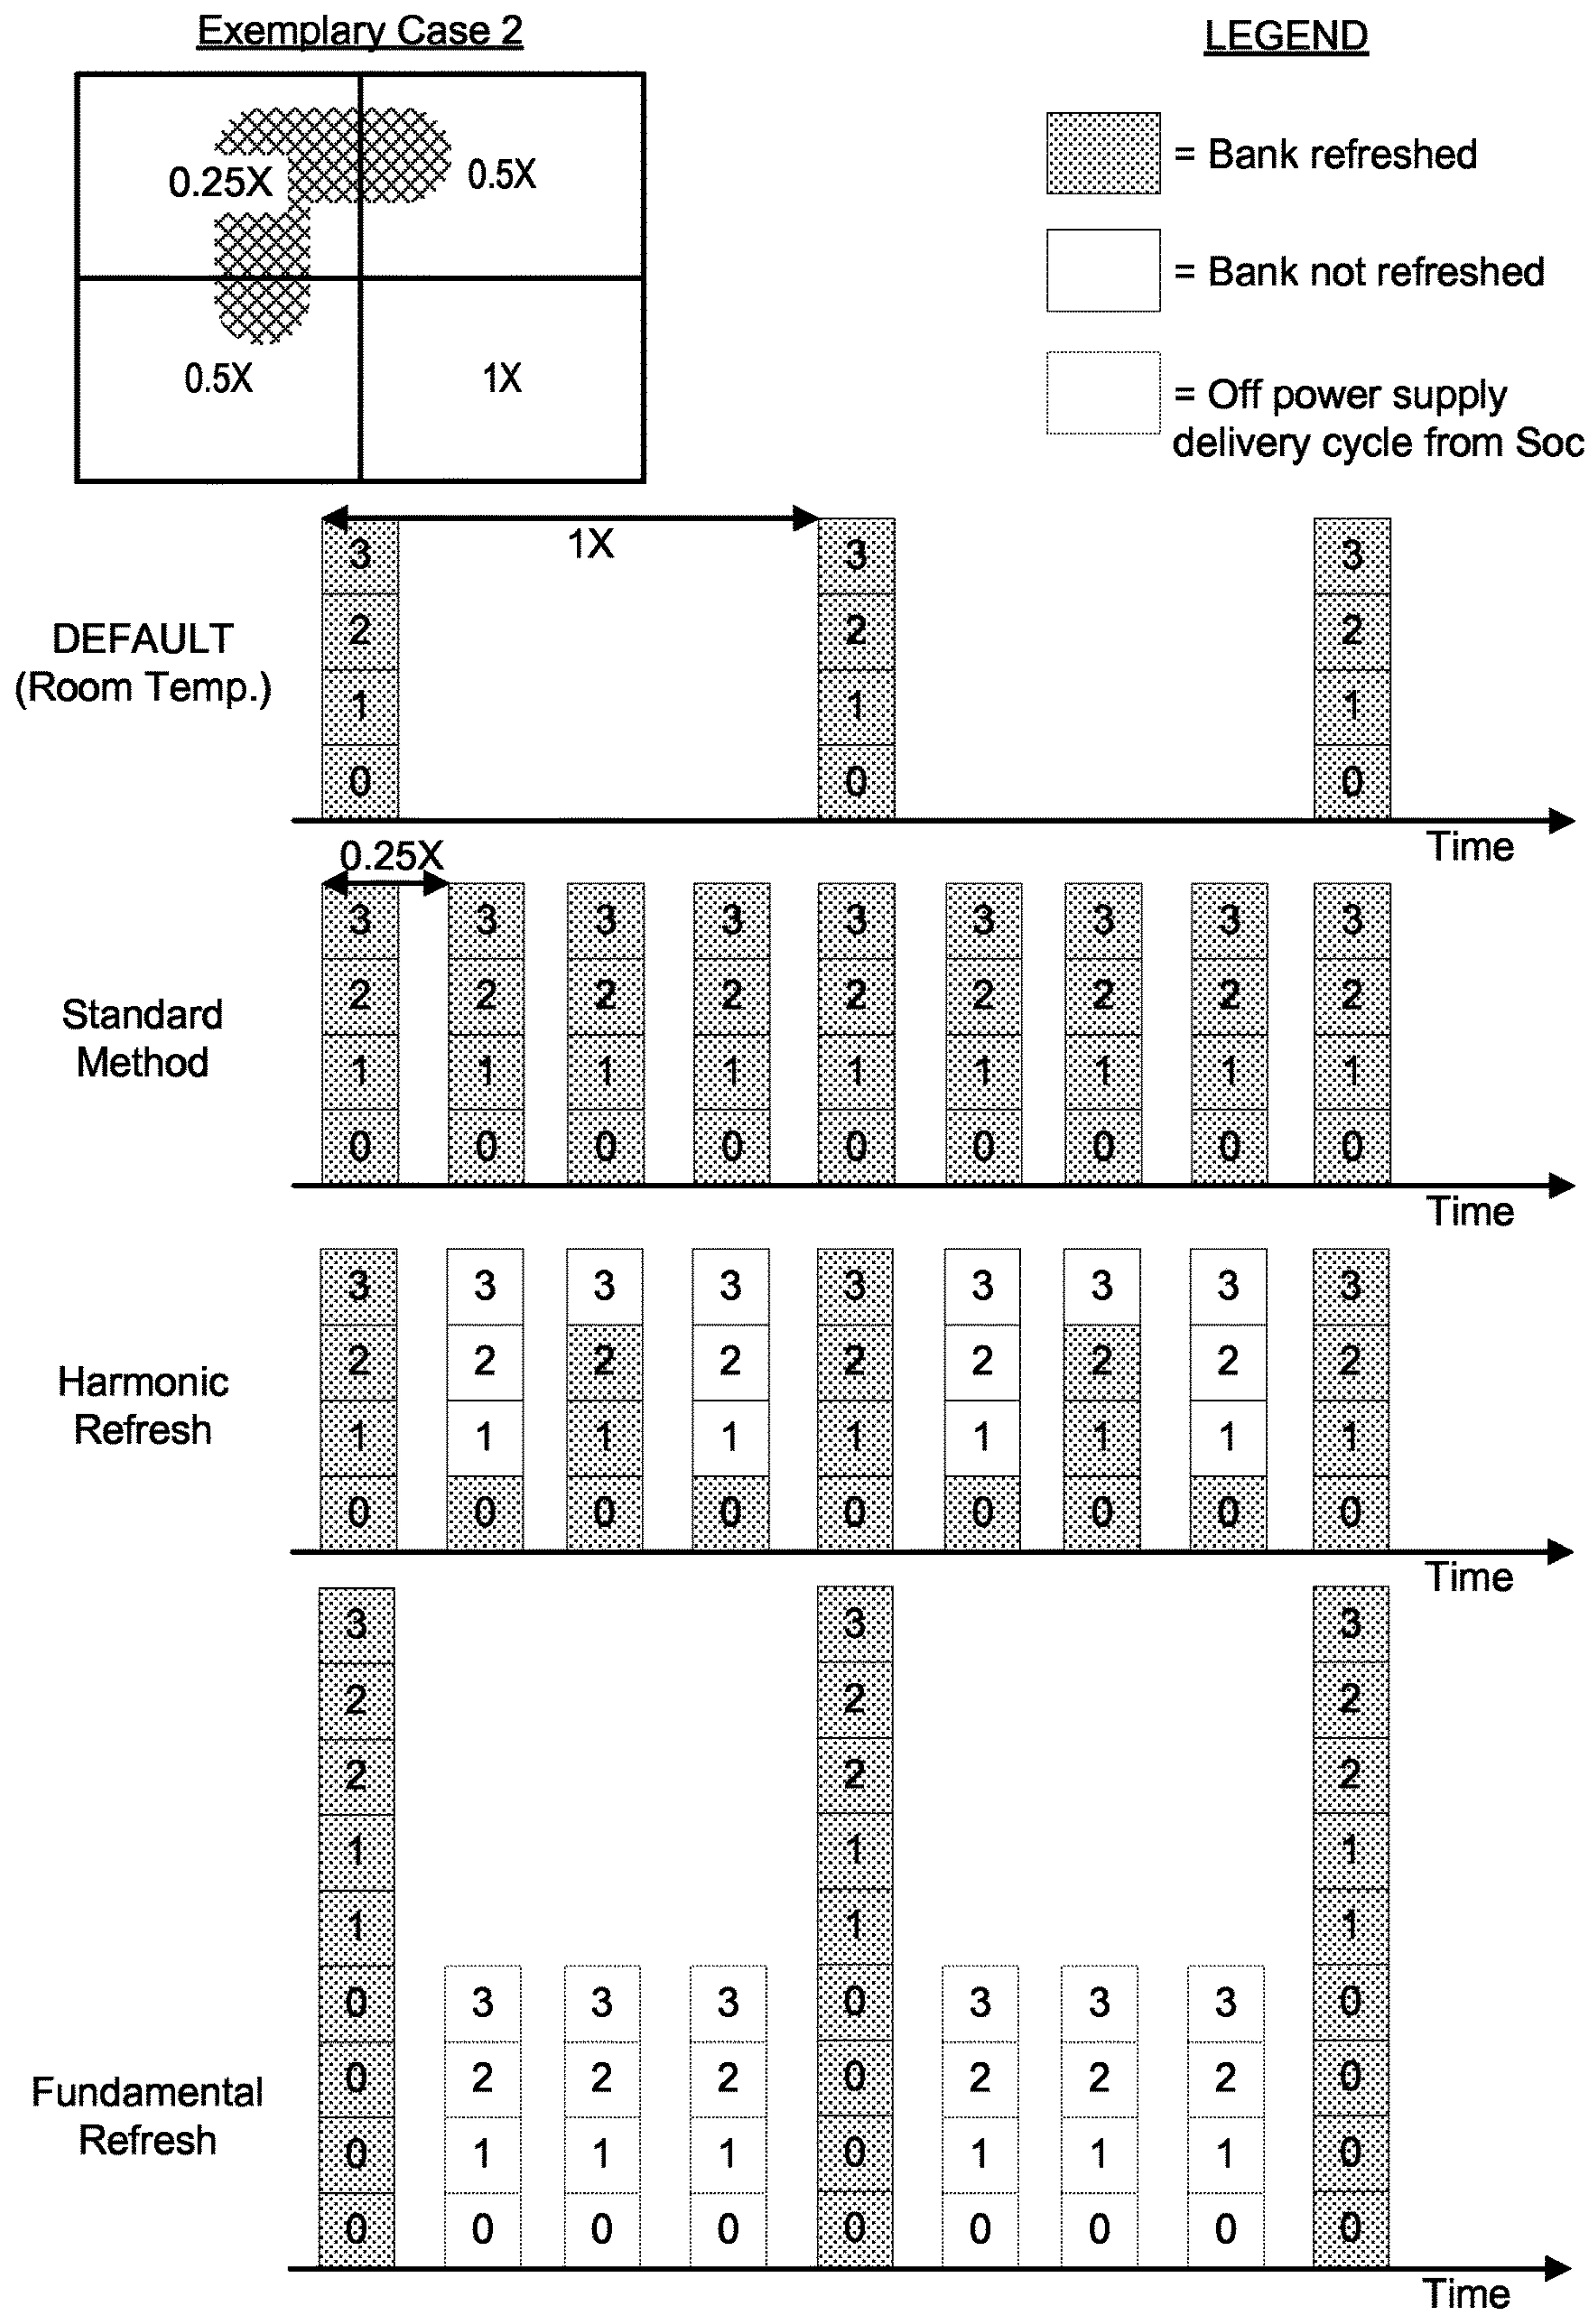 Exemplary Case 2
0.25X
0.5X
0.5X
1X
LEGEND
= Bank refreshed
= Bank not refreshed
= Off power supply
delivery cycle from Soc
DEFAULT
(Room Temp.)
1X
3 3 3
2 2 2
1 1 1
0 0 0
Time
Standard
Method
0.25X
3 3 3 3 3 3 3 3 3
2 2 2 2 2 2 2 2 2
1 1 1 1 1 1 1 1 1
0 0 0 0 0 0 0 0 0
Time
Harmonic
Refresh
3 3 3 3 3 3 3 3 3
2 2 2 2 2 2 2 2 2
1 1 1 1 1 1 1 1 1
0 0 0 0 0 0 0 0 0
Time
Fundamental
Refresh
3 3 3
2 2 2
2 2 2
1 1 1
1 1 1
0 3 3 3 0 3 3 3 0
0 2 2 2 0 2 2 2 0
0 1 1 1 0 1 1 1 0
0 0 0 0 0 0 0 0 0
Time